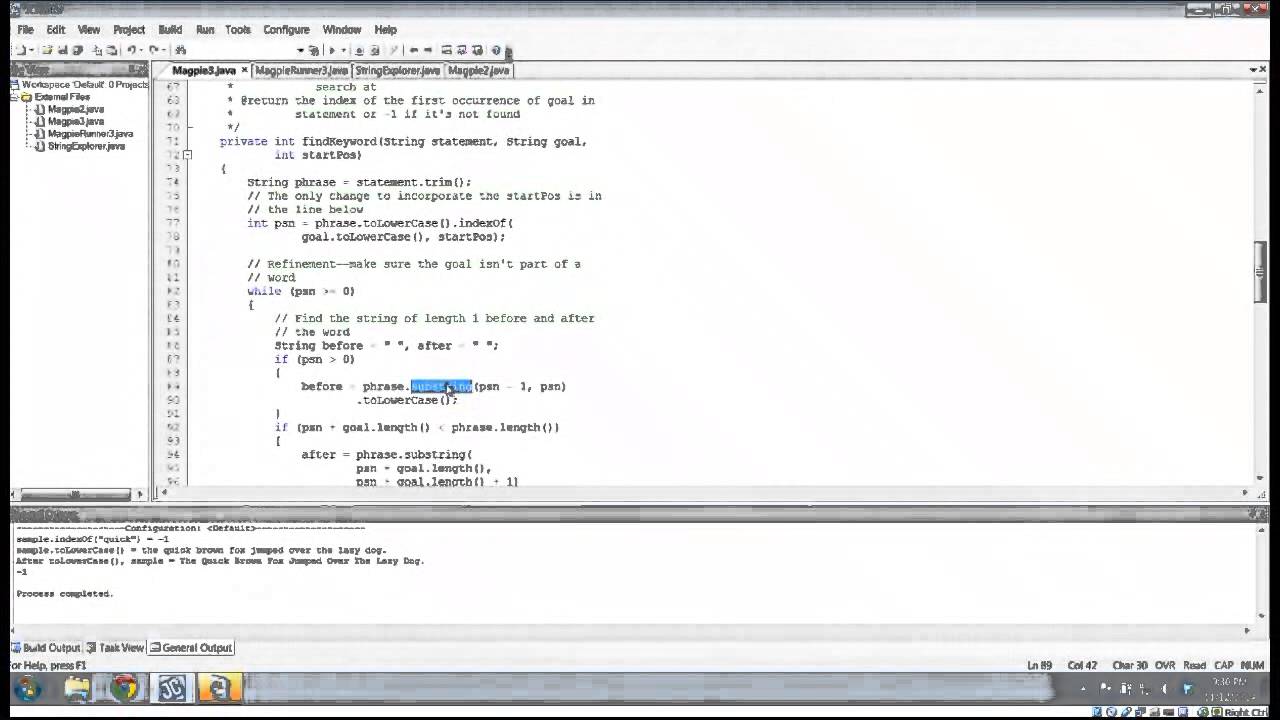 File Edit View Project Build Run Tools Configure Window Help
Magpie3.java × MagpieRunner3.java StringExplorer.java Magpie2.java
Workspace 'Default': 0 Projects
External Files
Magpie2.java
Magpie3.java
MagpieRunner3.java
StringExplorer.java
67 * search at
68 * @return the index of the first occurrence of goal in
69 * statement or -1 if it's not found
70 */
71 private int findKeyword(String statement, String goal,
72 int startPos)
73 {
74 String phrase = statement.trim();
75 // The only change to incorporate the startPos is in
76 // the line below
77 int psn = phrase.toLowerCase().indexOf(
78 goal.toLowerCase(), startPos);
79
80 // Refinement--make sure the goal isn't part of a
81 // word
82 while (psn >= 0)
83 {
84 // Find the string of length 1 before and after
85 // the word
86 String before = " ", after = " ";
87 if (psn > 0)
88 {
89 before = phrase.substring(psn - 1, psn)
90 .toLowerCase();
91 }
92 if (psn + goal.length() < phrase.length())
93 {
94 after = phrase.substring(
95 psn + goal.length(),
96 psn + goal.length() + 1)
--------------------Configuration: <Default>--------------------
sample.indexOf("quick") = -1
sample.toLowerCase() = the quick brown fox jumped over the lazy dog.
After toLowerCase(), sample = The Quick Brown Fox Jumped Over The Lazy Dog.
-1
Process completed.
Build Output Task View General Output
For Help, press F1
Ln 89 Col 42 Char 30 OVR Read CAP NUM
JC
9:30 PM
Right Ctrl